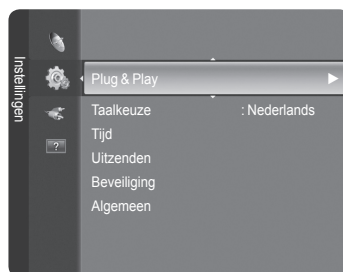 Instellingen
Plug & Play
Taalkeuze : Nederlands
Tijd
Uitzenden
Beveiliging
Algemeen
?